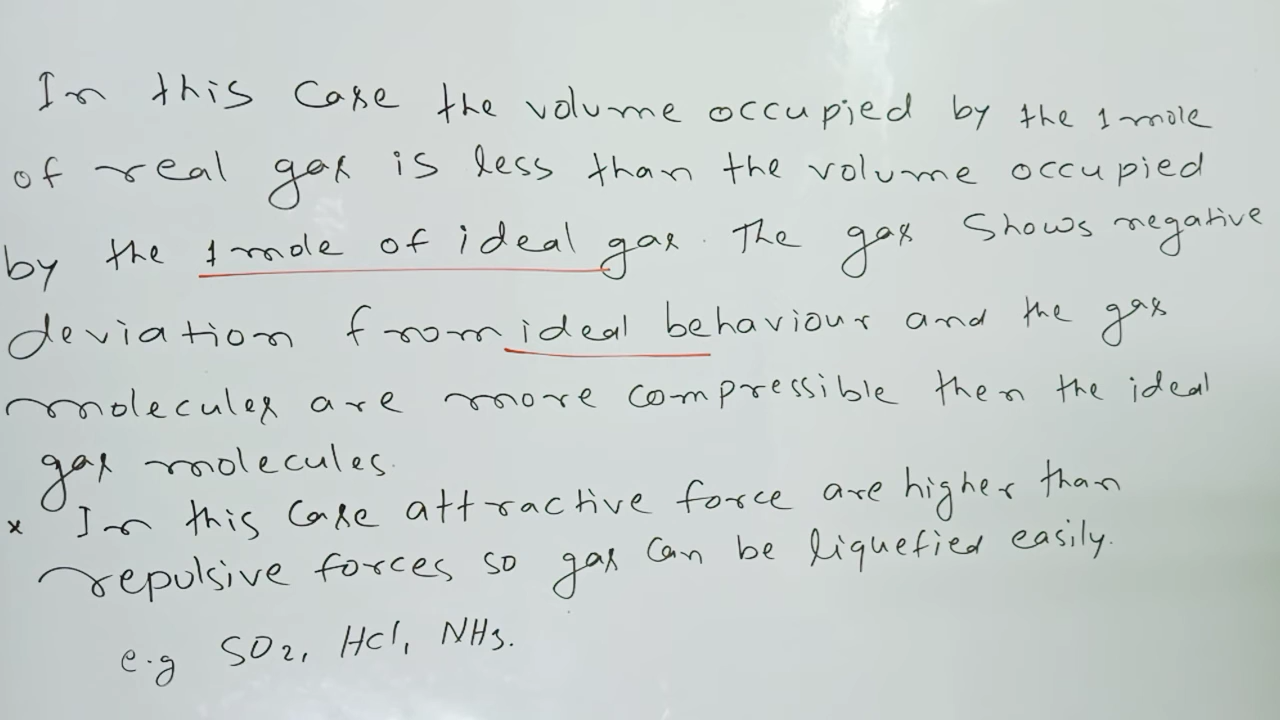 In this case the volume occupied by the 1 mole
of real gas is less than the volume occupied
by the 1 mole of ideal gas. The gas shows negative
deviation from ideal behaviour and the gas
molecules are more compressible then the ideal
gas molecules.
* In this case attractive force are higher than
repulsive forces so gas can be liquefied easily.
e.g SO2, HCl, NH3.